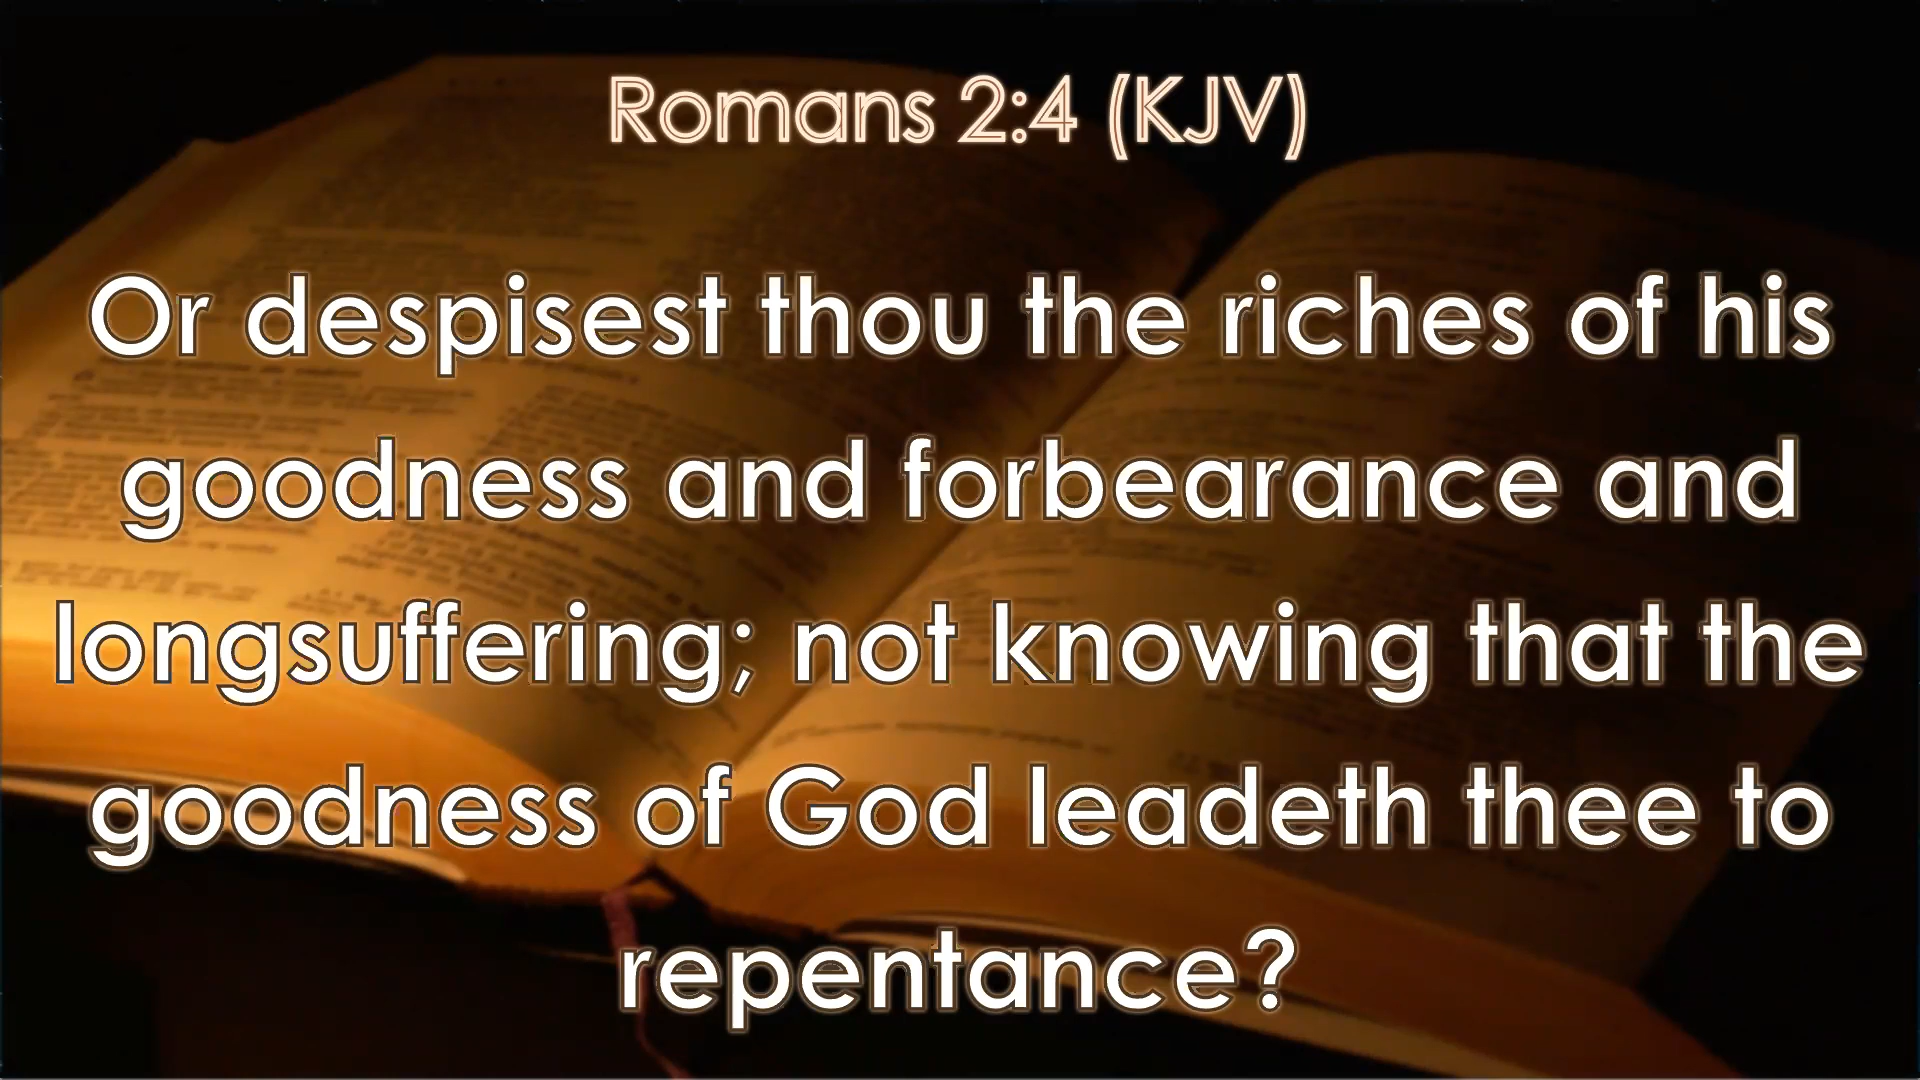 Romans 2:4 (KJV)
Or despisest thou the riches of his
goodness and forbearance and
longsuffering; not knowing that the
goodness of God leadeth thee to
repentance?